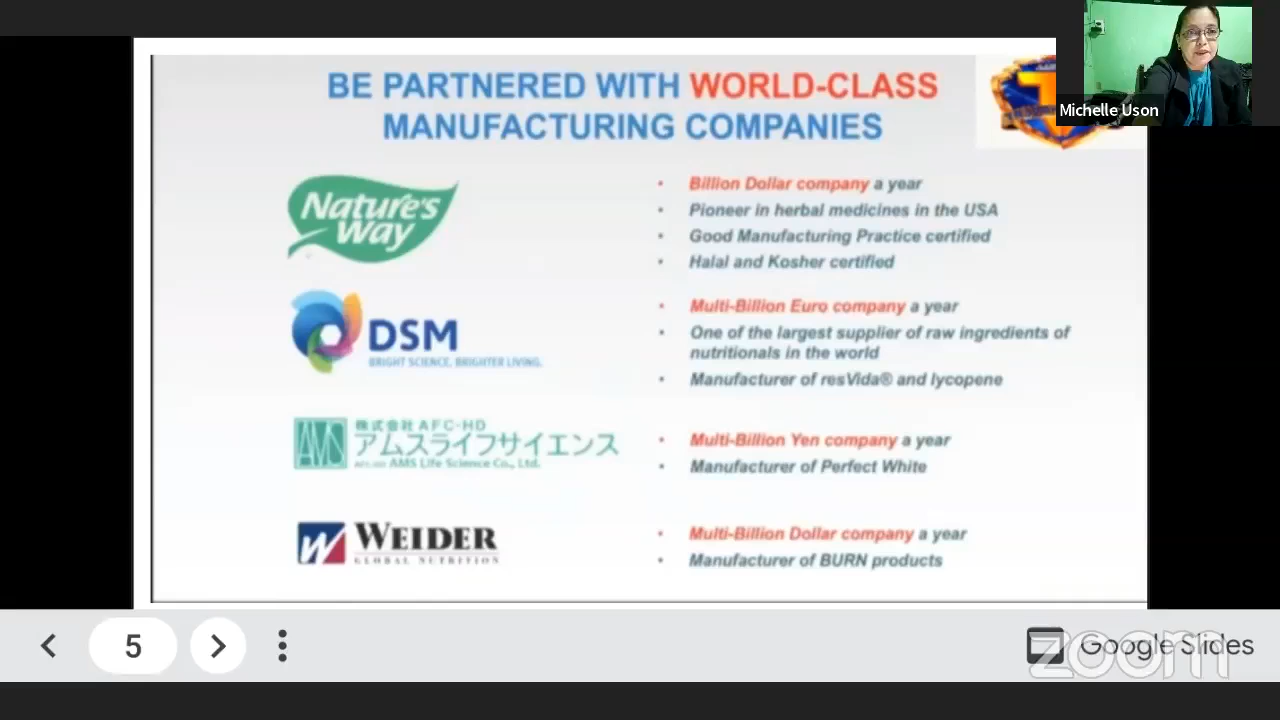 BE PARTNERED WITH WORLD-CLASS
MANUFACTURING COMPANIES
Michelle Uson
Nature's
Way
• Billion Dollar company a year
• Pioneer in herbal medicines in the USA
• Good Manufacturing Practice certified
• Halal and Kosher certified
DSM
BRIGHT SCIENCE. BRIGHTER LIVING.
• Multi-Billion Euro company a year
• One of the largest supplier of raw ingredients of
nutritionals in the world
• Manufacturer of resVida® and lycopene
AMS
株式会社 AFC-HD
アムスライフサイエンス
AFC-HD AMS Life Science Co., Ltd.
• Multi-Billion Yen company a year
• Manufacturer of Perfect White
W WEIDER
GLOBAL NUTRITION
• Multi-Billion Dollar company a year
• Manufacturer of BURN products
5
Google Slides
zoom